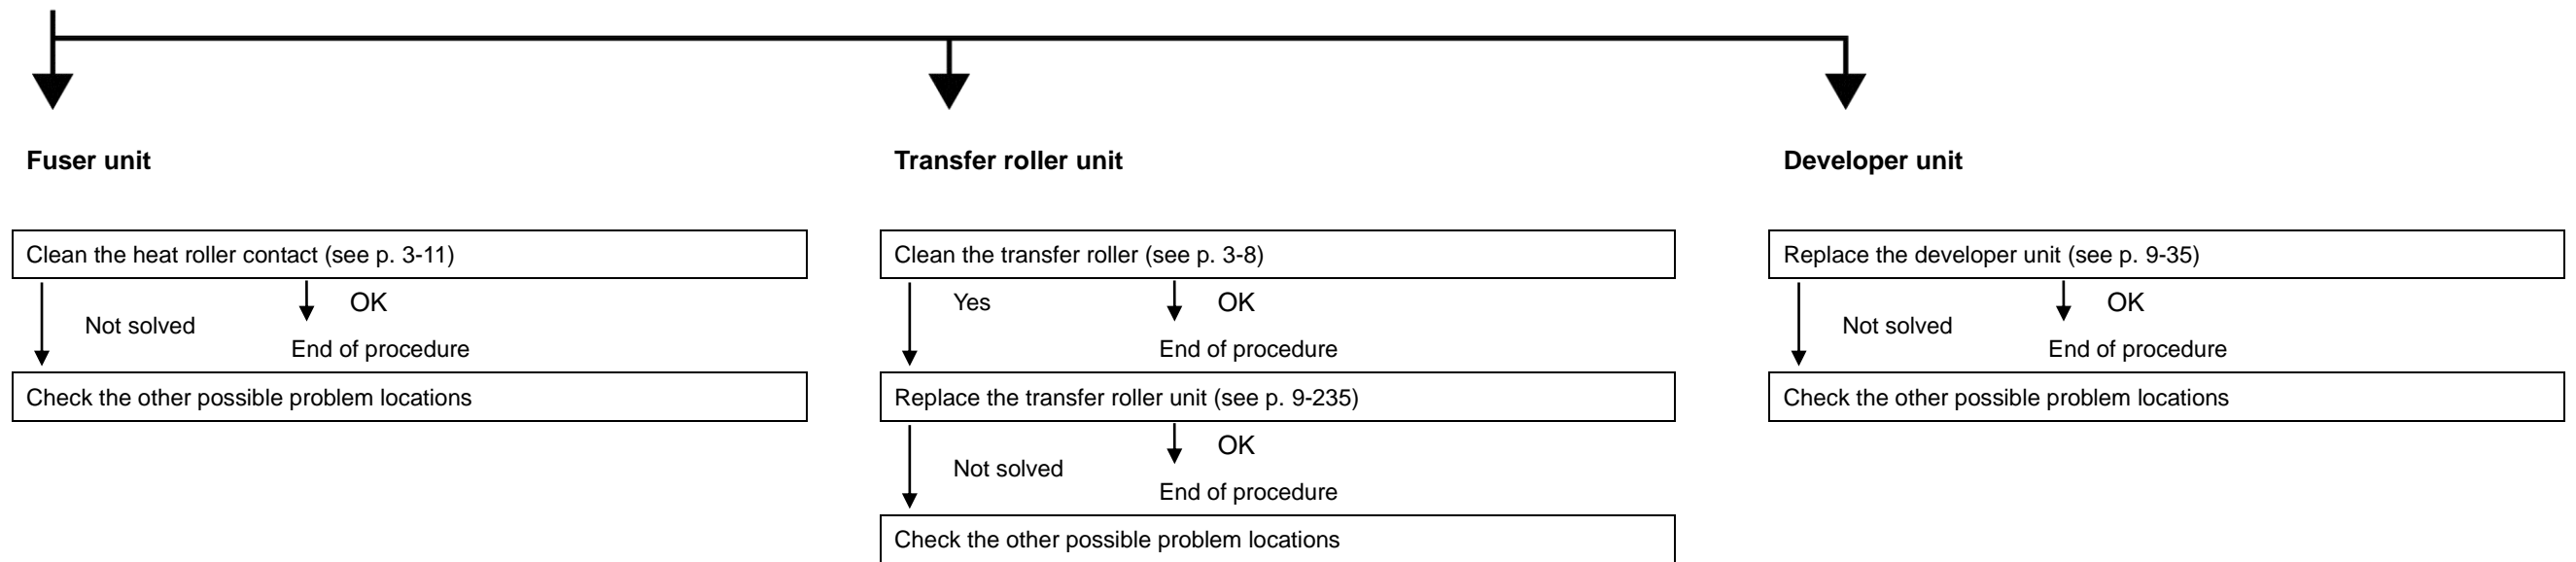 Fuser unit
Clean the heat roller contact (see p. 3-11)
Not solved
OK
End of procedure
Check the other possible problem locations
Transfer roller unit
Clean the transfer roller (see p. 3-8)
Yes
OK
End of procedure
Replace the transfer roller unit (see p. 9-235)
Not solved
OK
End of procedure
Check the other possible problem locations
Developer unit
Replace the developer unit (see p. 9-35)
Not solved
OK
End of procedure
Check the other possible problem locations